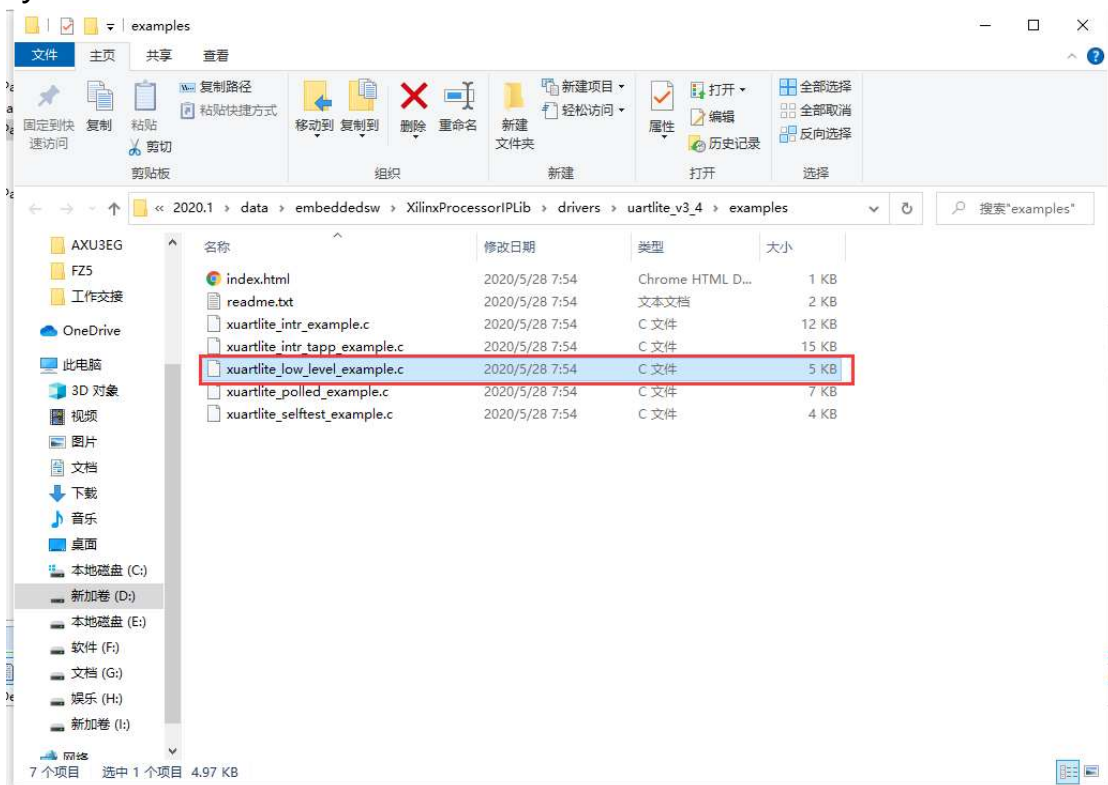 examples
文件 主页 共享 查看
固定到快速访问 复制 粘贴 复制路径 粘贴快捷方式 剪切 移动到 复制到 删除 重命名 新建文件夹 新建项目 轻松访问 属性 打开 编辑 历史记录 全部选择 全部取消 反向选择
剪贴板 组织 新建 打开 选择
« 2020.1 › data › embeddedsw › XilinxProcessorIPLib › drivers › uartlite_v3_4 › examples 搜索"examples"
名称 修改日期 类型 大小
index.html 2020/5/28 7:54 Chrome HTML D... 1 KB
readme.txt 2020/5/28 7:54 文本文档 2 KB
xuartlite_intr_example.c 2020/5/28 7:54 C 文件 12 KB
xuartlite_intr_tapp_example.c 2020/5/28 7:54 C 文件 15 KB
xuartlite_low_level_example.c 2020/5/28 7:54 C 文件 5 KB
xuartlite_polled_example.c 2020/5/28 7:54 C 文件 7 KB
xuartlite_selftest_example.c 2020/5/28 7:54 C 文件 4 KB
AXU3EG
FZ5
工作交接
OneDrive
此电脑
3D 对象
视频
图片
文档
下载
音乐
桌面
本地磁盘 (C:)
新加卷 (D:)
本地磁盘 (E:)
软件 (F:)
文档 (G:)
娱乐 (H:)
新加卷 (I:)
网络
7 个项目 选中 1 个项目 4.97 KB